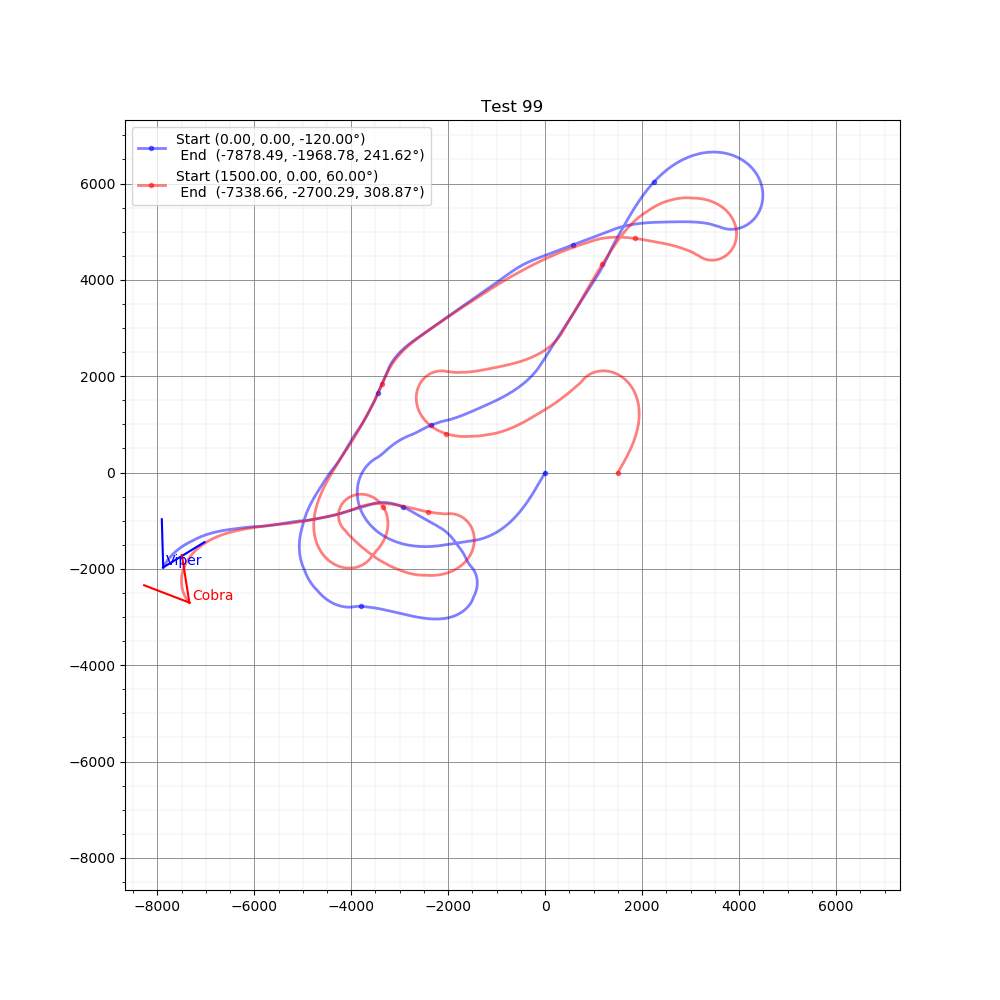 Test 99
Start (0.00, 0.00, -120.00°)
End (-7878.49, -1968.78, 241.62°)
Start (1500.00, 0.00, 60.00°)
End (-7338.66, -2700.29, 308.87°)
6000
4000
2000
0
−2000
−4000
−6000
−8000
Viper
Cobra
−8000 −6000 −4000 −2000 0 2000 4000 6000